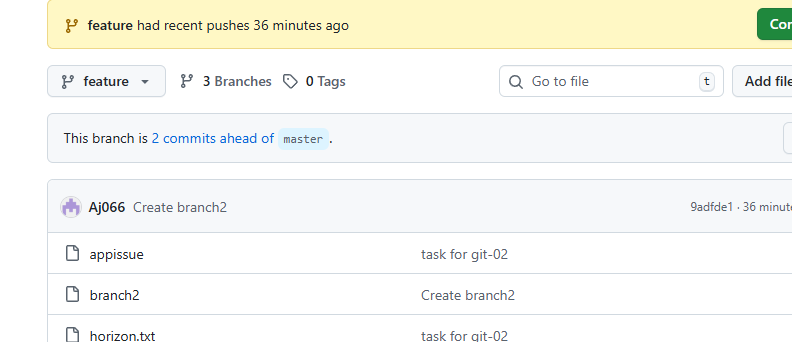 feature had recent pushes 36 minutes ago
feature 3 Branches 0 Tags Go to file t Add file
This branch is 2 commits ahead of master .
Aj066 Create branch2 9adfde1 · 36 minut
appissue task for git-02
branch2 Create branch2
horizon.txt task for git-02